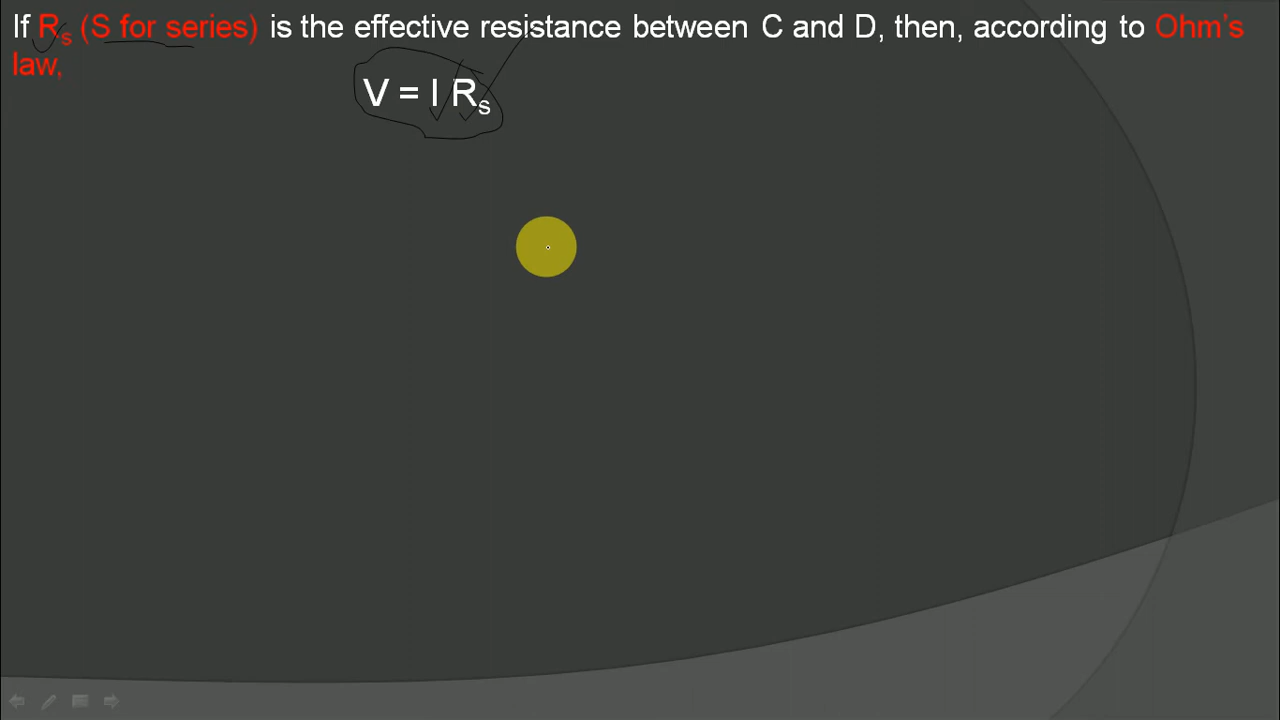 If Rs (S for series) is the effective resistance between C and D, then, according to Ohm's
law,
V = I Rs